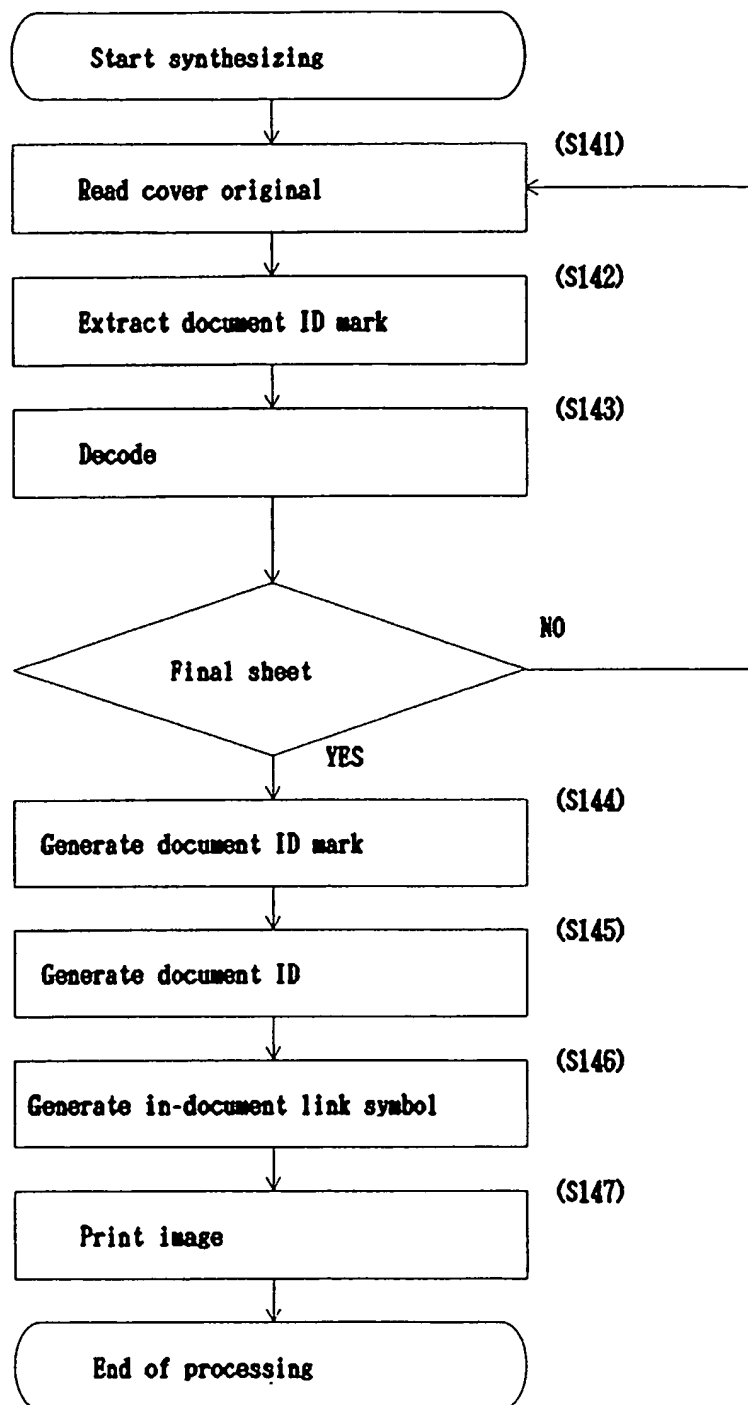 Start synthesizing
(S141)
Read cover original
(S142)
Extract document ID mark
(S143)
Decode
NO
Final sheet
YES
(S144)
Generate document ID mark
(S145)
Generate document ID
(S146)
Generate in-document link symbol
(S147)
Print image
End of processing